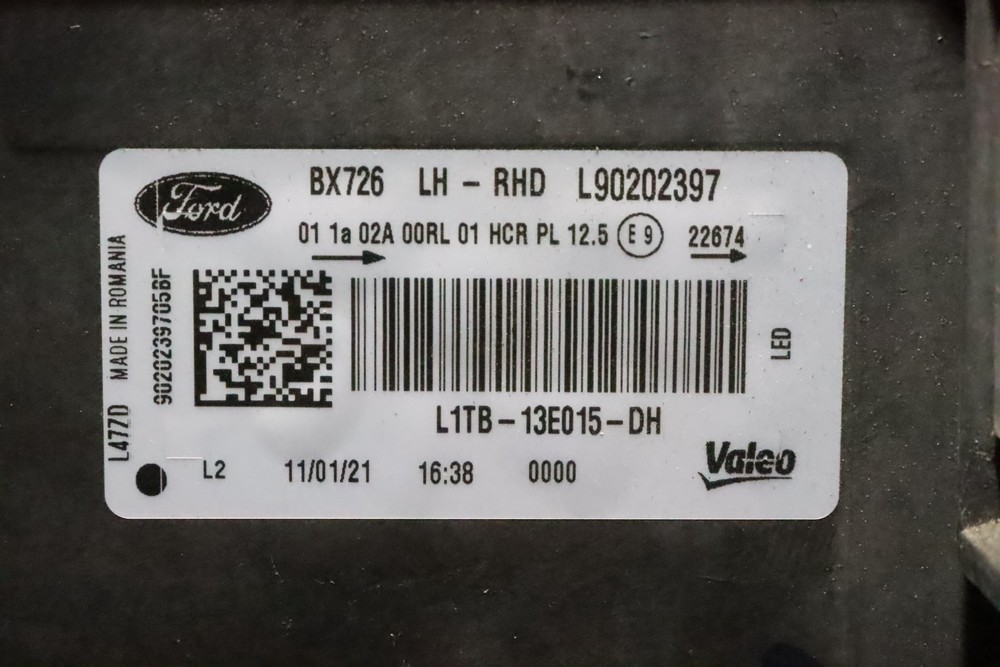 Ford
BX726 LH - RHD L90202397
01 1a 02A 00RL 01 HCR PL 12.5 E 9 22674
L477D MADE IN ROMANIA
9020239705BF
LED
L1TB-13E015-DH
L2 11/01/21 16:38 0000
Valeo